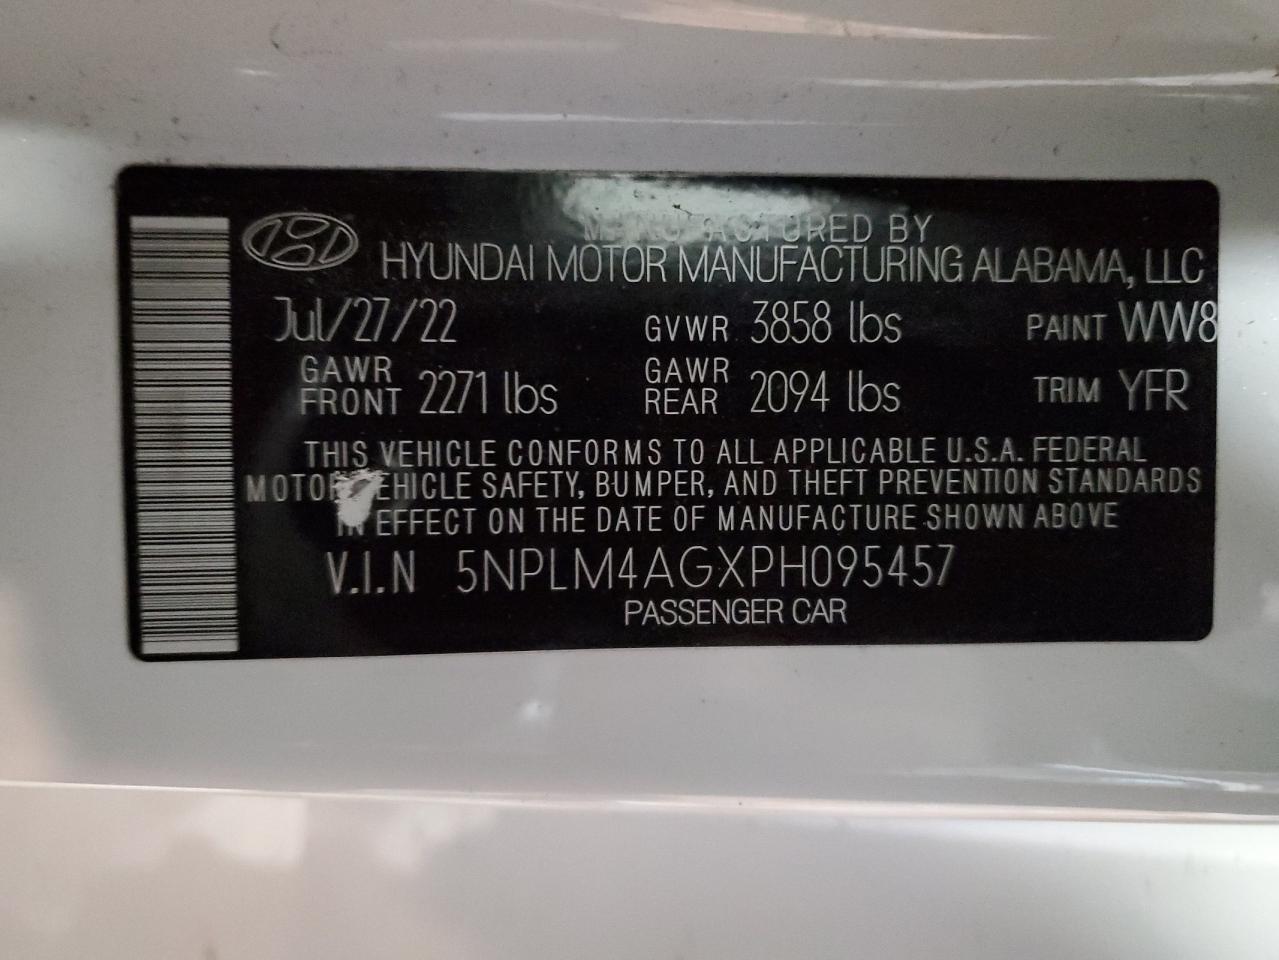 MANUFACTURED BY
HYUNDAI MOTOR MANUFACTURING ALABAMA, LLC
Jul/27/22 GVWR 3858 lbs PAINT WW8
GAWR FRONT 2271 lbs GAWR REAR 2094 lbs TRIM YFR
THIS VEHICLE CONFORMS TO ALL APPLICABLE U.S.A. FEDERAL
MOTOR VEHICLE SAFETY, BUMPER, AND THEFT PREVENTION STANDARDS
IN EFFECT ON THE DATE OF MANUFACTURE SHOWN ABOVE
V.I.N 5NPLM4AGXPH095457
PASSENGER CAR